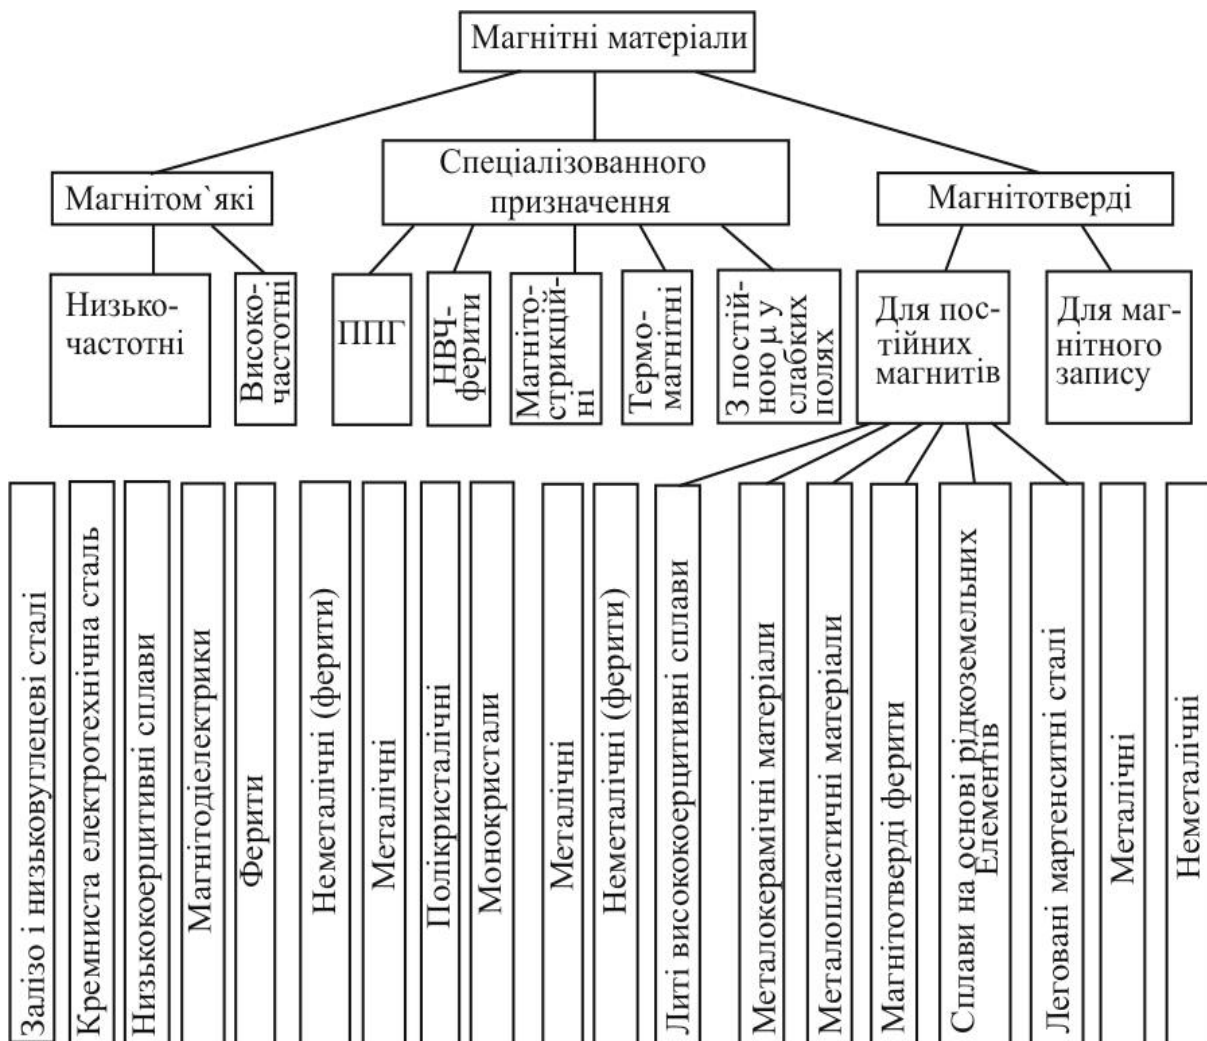 Магнітні матеріали
Магнітом`які
Спеціалізованного
призначення
Магнітотверді
Низько-
частотні
Високо-
частотні
ППГ
НВЧ-
ферити
Магніто-
стрикцій-
ні
Термо-
магнітні
З постій-
ною μ у
слабких
полях
Для пос-
тійних
магнитів
Для маг-
нітного
запису
Залізо і низьковуглецеві сталі
Кремниста електротехнічна сталь
Низькокоерцитивні сплави
Магнітодіелектрики
Ферити
Неметалічні (ферити)
Металічні
Полікристалічні
Монокристали
Металічні
Неметалічні (ферити)
Литі висококоерцитивні сплави
Металокерамічні матеріали
Металопластичні матеріали
Магнітотверді ферити
Сплави на основі рідкоземельних
Елементів
Леговані мартенситні сталі
Металічні
Неметалічні